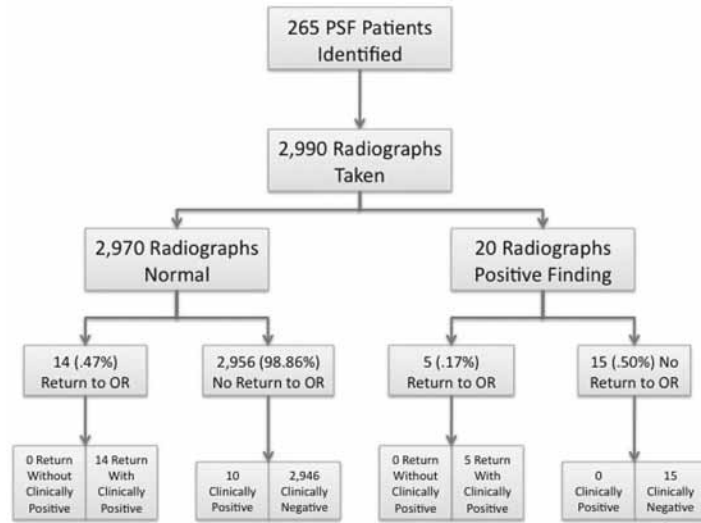 265 PSF Patients
Identified
2,990 Radiographs
Taken
2,970 Radiographs
Normal
20 Radiographs
Positive Finding
14 (.47%)
Return to OR
2,956 (98.86%)
No Return to OR
5 (.17%)
Return to OR
15 (.50%) No
Return to OR
0 Return
Without
Clinically
Positive
14 Return
With
Clinically
Positive
10
Clinically
Positive
2,946
Clinically
Negative
0 Return
Without
Clinically
Positive
5 Return
With
Clinically
Positive
0
Clinically
Positive
15
Clinically
Negative